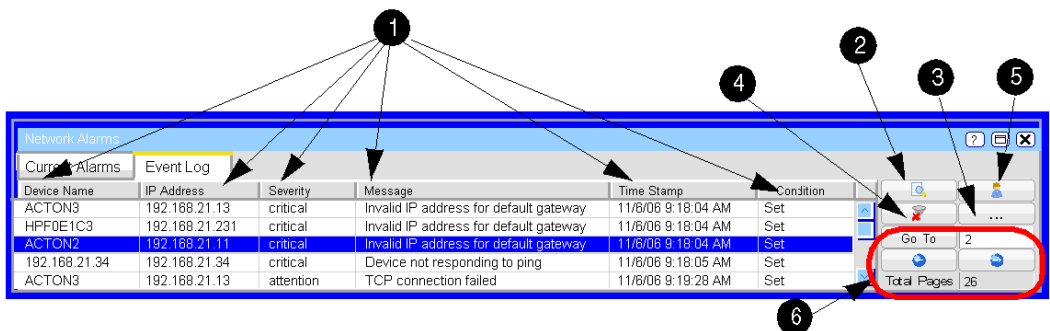 1
2
4
3
5
Network Alarms
?
Current Alarms Event Log
Device Name IP Address Severity Message Time Stamp Condition
ACTON3 192.168.21.13 critical Invalid IP address for default gateway 11/6/06 9:18:04 AM Set
HPF0E1C3 192.168.21.231 critical Invalid IP address for default gateway 11/6/06 9:18:04 AM Set
...
ACTON2 192.168.21.11 critical Invalid IP address for default gateway 11/6/06 9:18:04 AM Set
Go To 2
192.168.21.34 192.168.21.34 critical Device not responding to ping 11/6/06 9:18:05 AM Set
ACTON3 192.168.21.13 attention TCP connection failed 11/6/06 9:19:28 AM Set
Total Pages 26
6